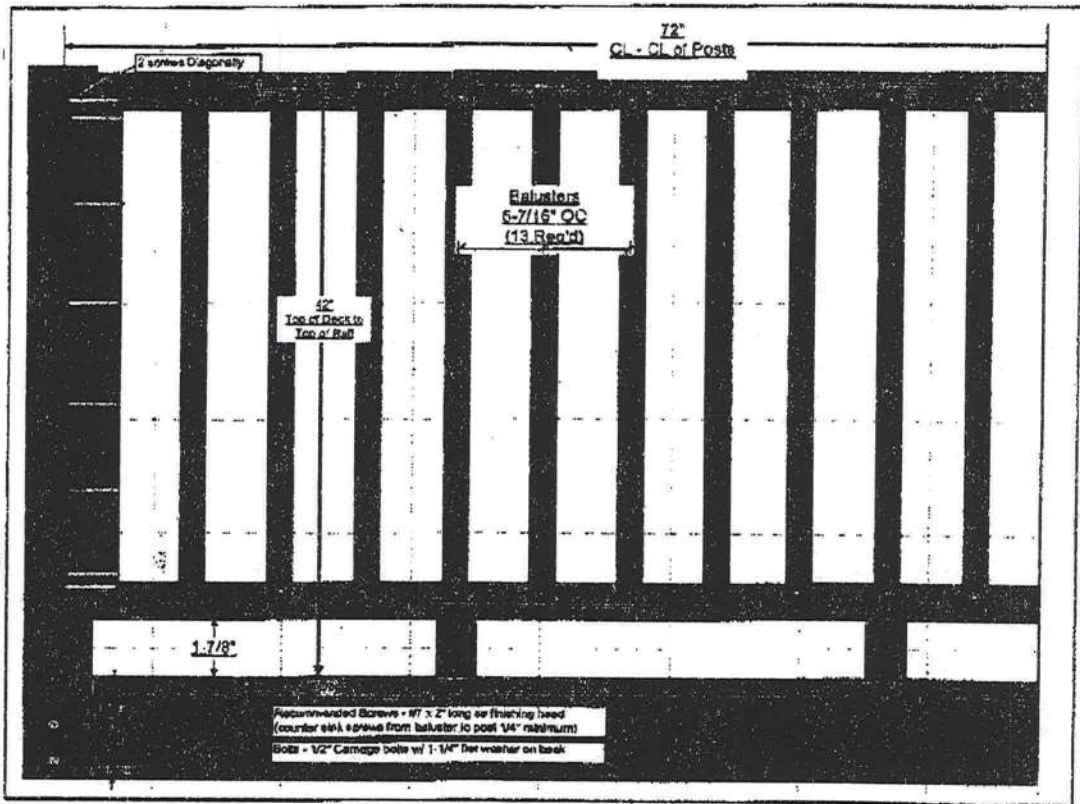 72"
CL - CL of Posts
2 screws Diagonally
Balusters
5-7/16" OC
(13 Req'd)
42"
Top of Deck to
Top of Rail
1-7/8"
Recommended Screws - #7 x 2" long ss finishing head
(counter sink screws from baluster to post 1/4" minimum)
Bolts - 1/2" Carriage bolts w/ 1-1/4" flat washer on back